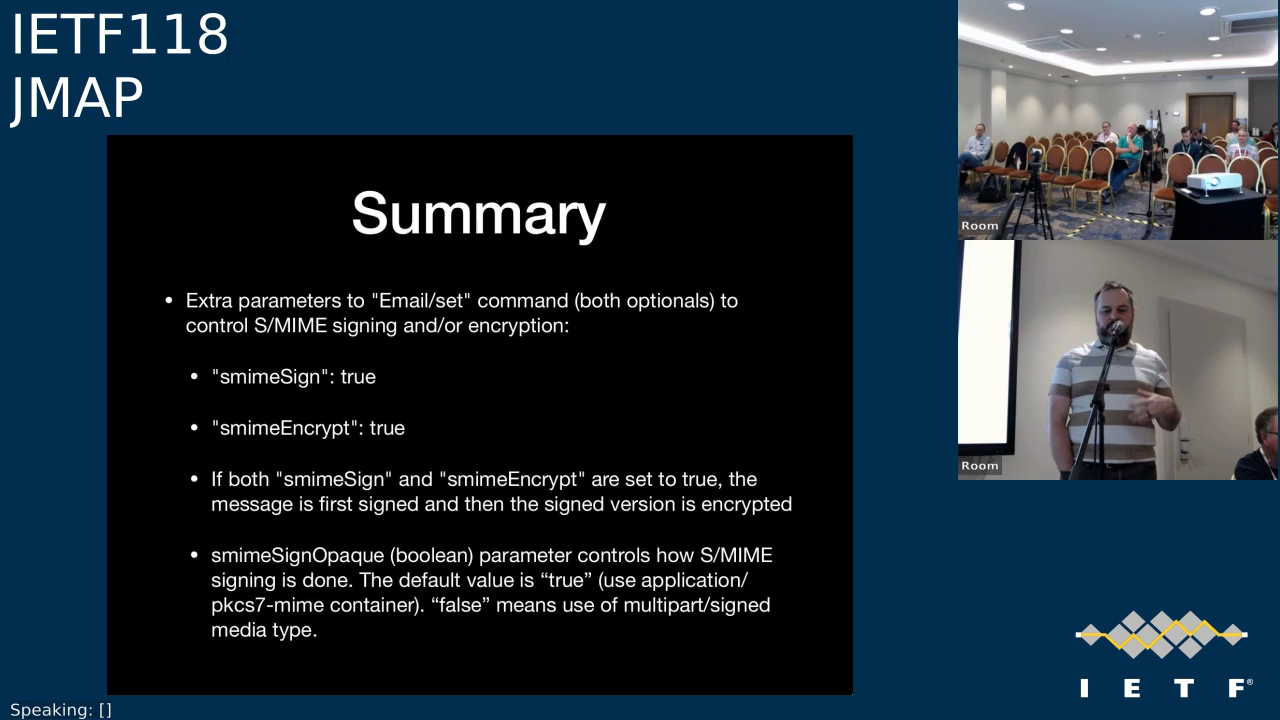 IETF118
JMAP
Summary
• Extra parameters to "Email/set" command (both optionals) to
control S/MIME signing and/or encryption:
• "smimeSign": true
• "smimeEncrypt": true
• If both "smimeSign" and "smimeEncrypt" are set to true, the
message is first signed and then the signed version is encrypted
• smimeSignOpaque (boolean) parameter controls how S/MIME
signing is done. The default value is “true” (use application/
pkcs7-mime container). “false” means use of multipart/signed
media type.
Room
Room
I E T F®
Speaking: []